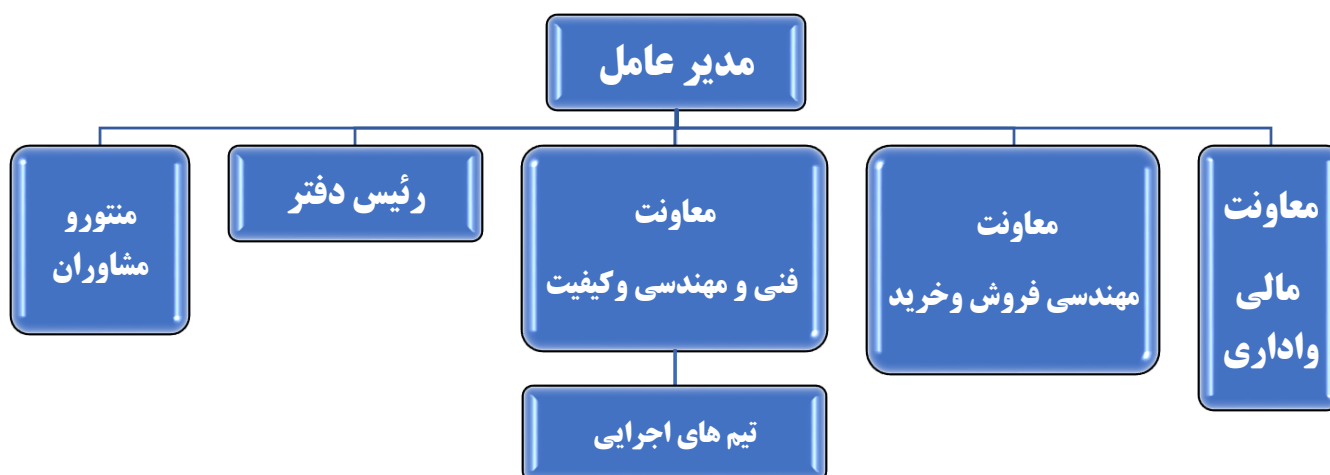 مدیر عامل
معاونت
مالی
واداری
معاونت
مهندسی فروش وخرید
معاونت
فنی و مهندسی وکیفیت
رئیس دفتر
منتورو
مشاوران
تیم های اجرایی